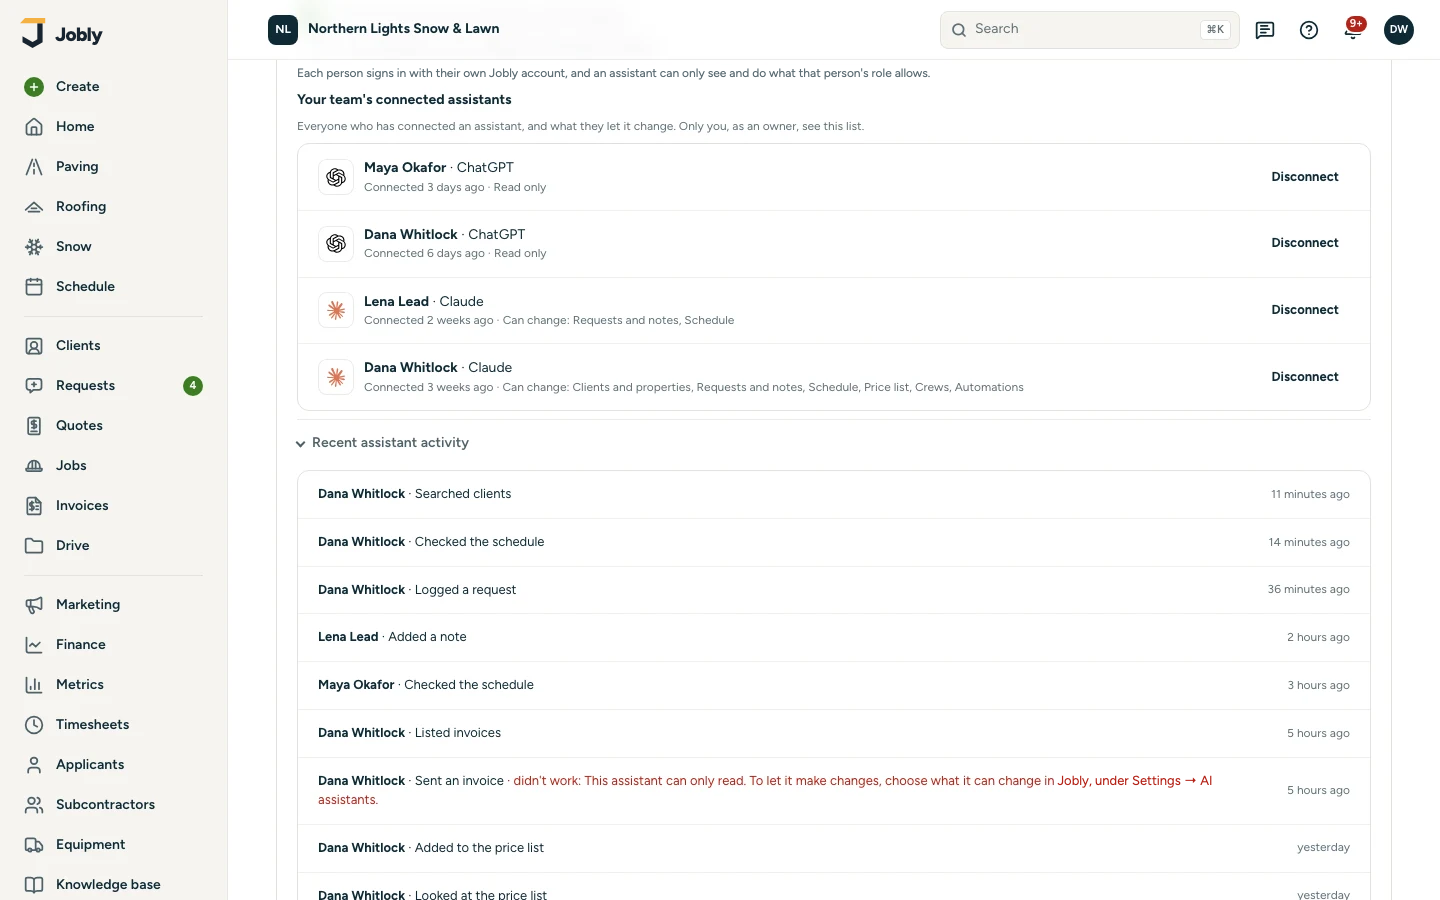 Jobly
NL
Northern Lights Snow & Lawn
Search
⌘K
9+
DW
Create
Home
Paving
Roofing
Snow
Schedule
Clients
Requests
4
Quotes
Jobs
Invoices
Drive
Marketing
Finance
Metrics
Timesheets
Applicants
Subcontractors
Equipment
Knowledge base
Each person signs in with their own Jobly account, and an assistant can only see and do what that person's role allows.
Your team's connected assistants
Everyone who has connected an assistant, and what they let it change. Only you, as an owner, see this list.
Maya Okafor · ChatGPT
Connected 3 days ago · Read only
Disconnect
Dana Whitlock · ChatGPT
Connected 6 days ago · Read only
Disconnect
Lena Lead · Claude
Connected 2 weeks ago · Can change: Requests and notes, Schedule
Disconnect
Dana Whitlock · Claude
Connected 3 weeks ago · Can change: Clients and properties, Requests and notes, Schedule, Price list, Crews, Automations
Disconnect
Recent assistant activity
Dana Whitlock · Searched clients
11 minutes ago
Dana Whitlock · Checked the schedule
14 minutes ago
Dana Whitlock · Logged a request
36 minutes ago
Lena Lead · Added a note
2 hours ago
Maya Okafor · Checked the schedule
3 hours ago
Dana Whitlock · Listed invoices
5 hours ago
Dana Whitlock · Sent an invoice · didn't work: This assistant can only read. To let it make changes, choose what it can change in Jobly, under Settings → AI
assistants.
5 hours ago
Dana Whitlock · Added to the price list
yesterday
Dana Whitlock · Looked at the price list
yesterday